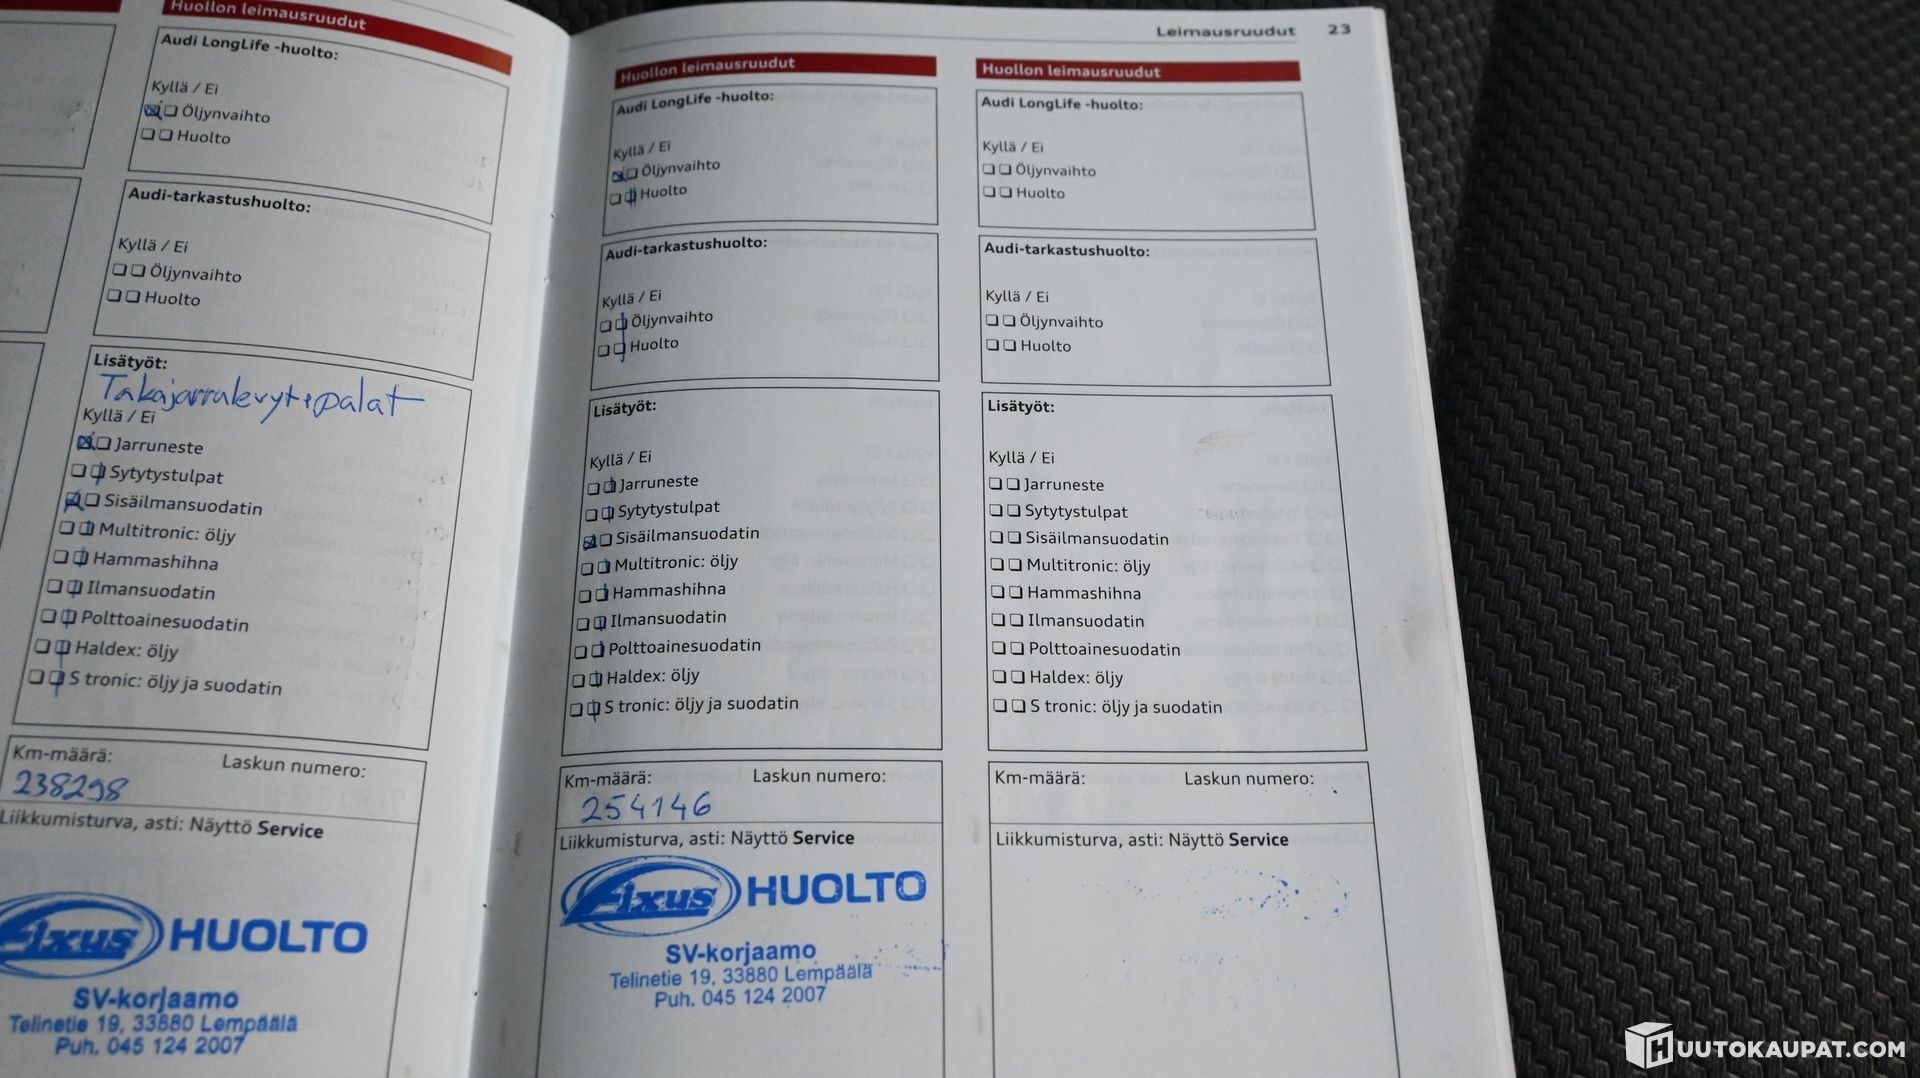 Huollon leimausruudut
Audi LongLife -huolto:
Kyllä / Ei
Öljynvaihto
Huolto
Audi-tarkastushuolto:
Kyllä / Ei
Öljynvaihto
Huolto
Lisätyöt:
Takajarralevyt+palat
Kyllä / Ei
Jarruneste
Sytytystulpat
Sisäilmansuodatin
Multitronic: öljy
Hammashihna
Ilmansuodatin
Polttoainesuodatin
Haldex: öljy
S tronic: öljy ja suodatin
Km-määrä: Laskun numero:
238298
Liikkumisturva, asti: Näyttö Service
Fixus HUOLTO
SV-korjaamo
Telinetie 19, 33880 Lempäälä
Puh. 045 124 2007
Leimausruudut 23
Huollon leimausruudut
Audi LongLife -huolto:
Kyllä / Ei
Öljynvaihto
Huolto
Audi-tarkastushuolto:
Kyllä / Ei
Öljynvaihto
Huolto
Lisätyöt:
Kyllä / Ei
Jarruneste
Sytytystulpat
Sisäilmansuodatin
Multitronic: öljy
Hammashihna
Ilmansuodatin
Polttoainesuodatin
Haldex: öljy
S tronic: öljy ja suodatin
Km-määrä: Laskun numero:
254146
Liikkumisturva, asti: Näyttö Service
Fixus HUOLTO
SV-korjaamo
Telinetie 19, 33880 Lempäälä
Puh. 045 124 2007
Huollon leimausruudut
Audi LongLife -huolto:
Kyllä / Ei
Öljynvaihto
Huolto
Audi-tarkastushuolto:
Kyllä / Ei
Öljynvaihto
Huolto
Lisätyöt:
Kyllä / Ei
Jarruneste
Sytytystulpat
Sisäilmansuodatin
Multitronic: öljy
Hammashihna
Ilmansuodatin
Polttoainesuodatin
Haldex: öljy
S tronic: öljy ja suodatin
Km-määrä: Laskun numero:
Liikkumisturva, asti: Näyttö Service
HUUTOKAUPAT.COM